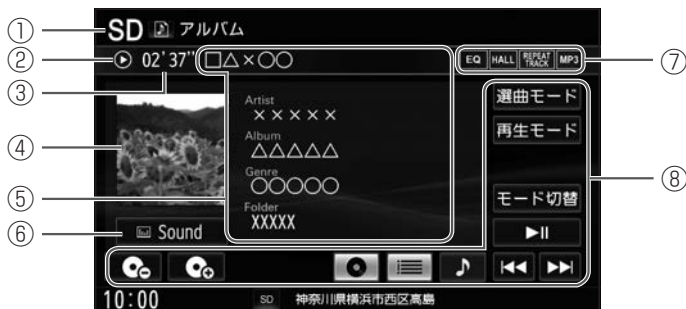 ① SD アルバム
② 02'37'' □△×○○ EQ HALL REPEAT TRACK MP3 ⑦
③
④
⑤
⑥
Artist
×××××
Album
△△△△△
Genre
○○○○○
Folder
XXXXX
Sound
選曲モード
再生モード
モード切替
⑧
10:00 SD 神奈川県横浜市西区高島